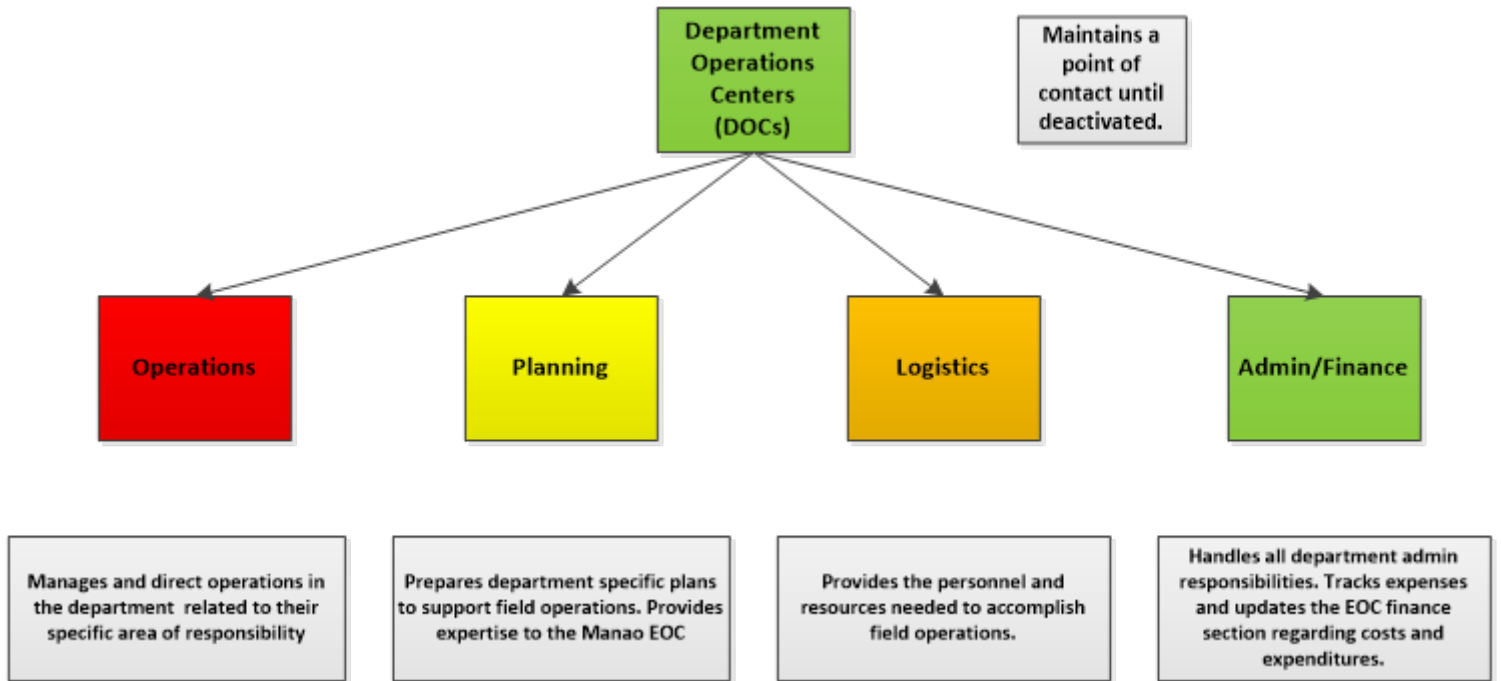 Department
Operations
Centers
(DOCs)
Maintains a
point of
contact until
deactivated.
Operations
Planning
Logistics
Admin/Finance
Manages and direct operations in
the department related to their
specific area of responsibility
Prepares department specific plans
to support field operations. Provides
expertise to the Manao EOC
Provides the personnel and
resources needed to accomplish
field operations.
Handles all department admin
responsibilities. Tracks expenses
and updates the EOC finance
section regarding costs and
expenditures.